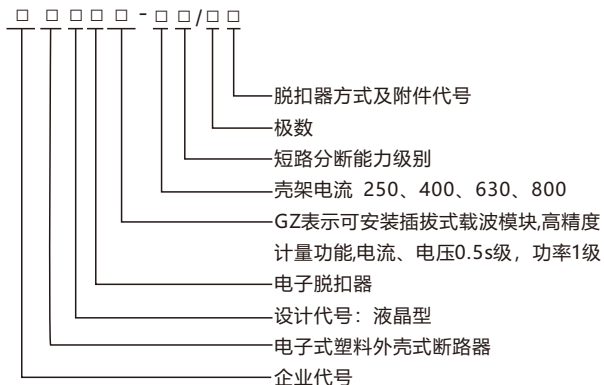 □ □ □ □ □ - □ □ / □ □
脱扣器方式及附件代号
极数
短路分断能力级别
壳架电流 250、400、630、800
GZ表示可安装插拔式载波模块,高精度
计量功能,电流、电压0.5s级，功率1级
电子脱扣器
设计代号：液晶型
电子式塑料外壳式断路器
企业代号